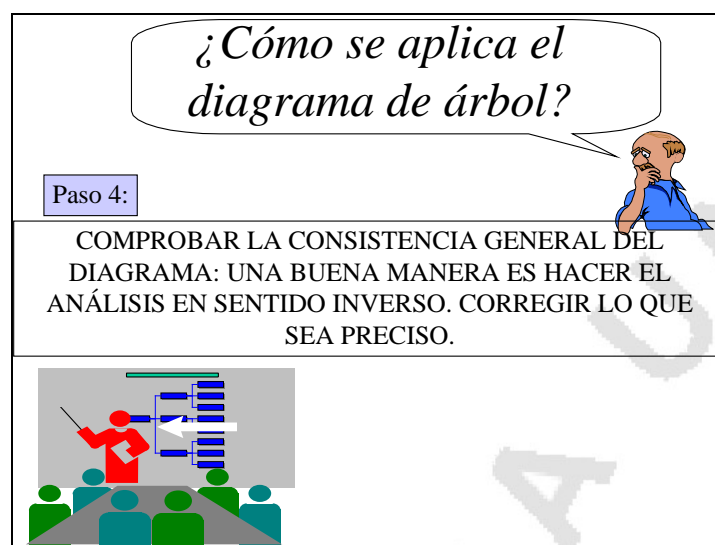 ¿Cómo se aplica el
diagrama de árbol?
Paso 4:
COMPROBAR LA CONSISTENCIA GENERAL DEL
DIAGRAMA: UNA BUENA MANERA ES HACER EL
ANÁLISIS EN SENTIDO INVERSO. CORREGIR LO QUE
SEA PRECISO.